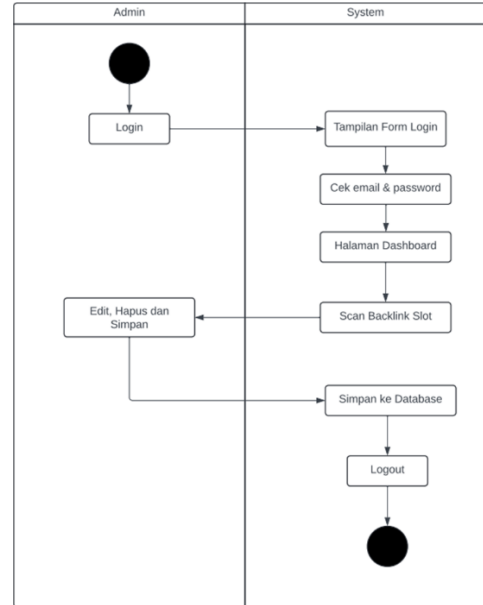 Admin
System
Login
Tampilan Form Login
Cek email & password
Halaman Dashboard
Edit, Hapus dan
Simpan
Scan Backlink Slot
Simpan ke Database
Logout